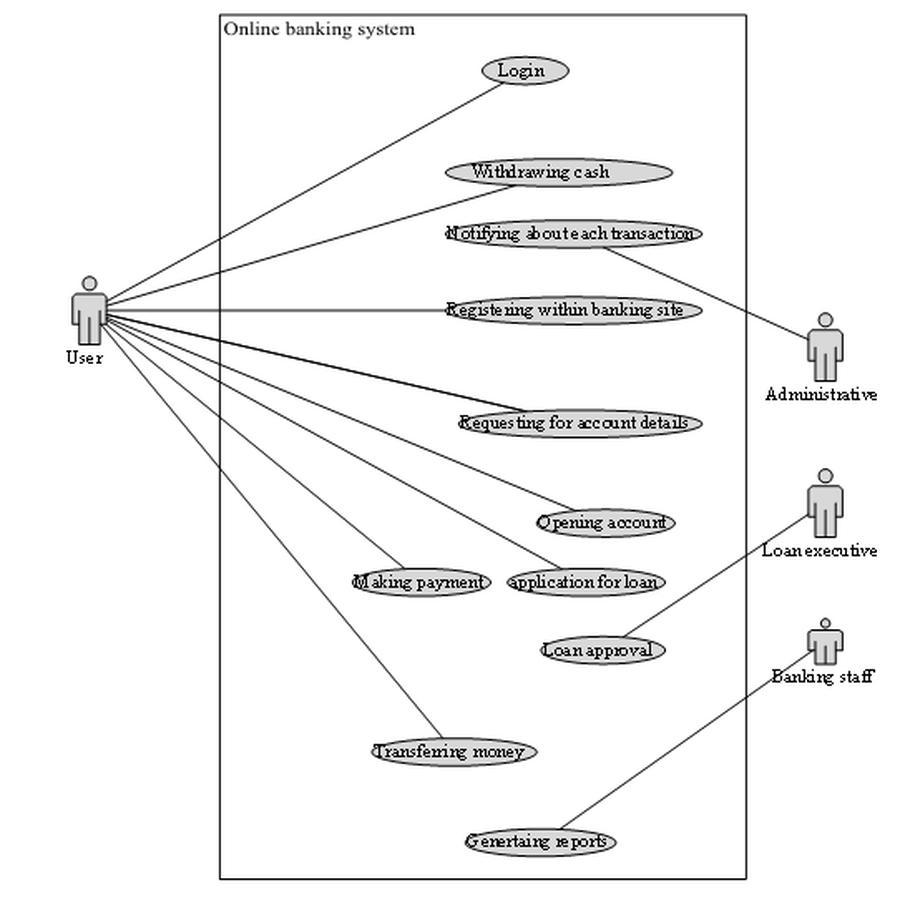 Online banking system
Login
Withdrawing cash
Notifying about each transaction
Registering within banking site
User
Administrative
Requesting for account details
Opening account
Loan executive
Making payment
application for loan
Loan approval
Banking staff
Transferring money
Genertaing reports